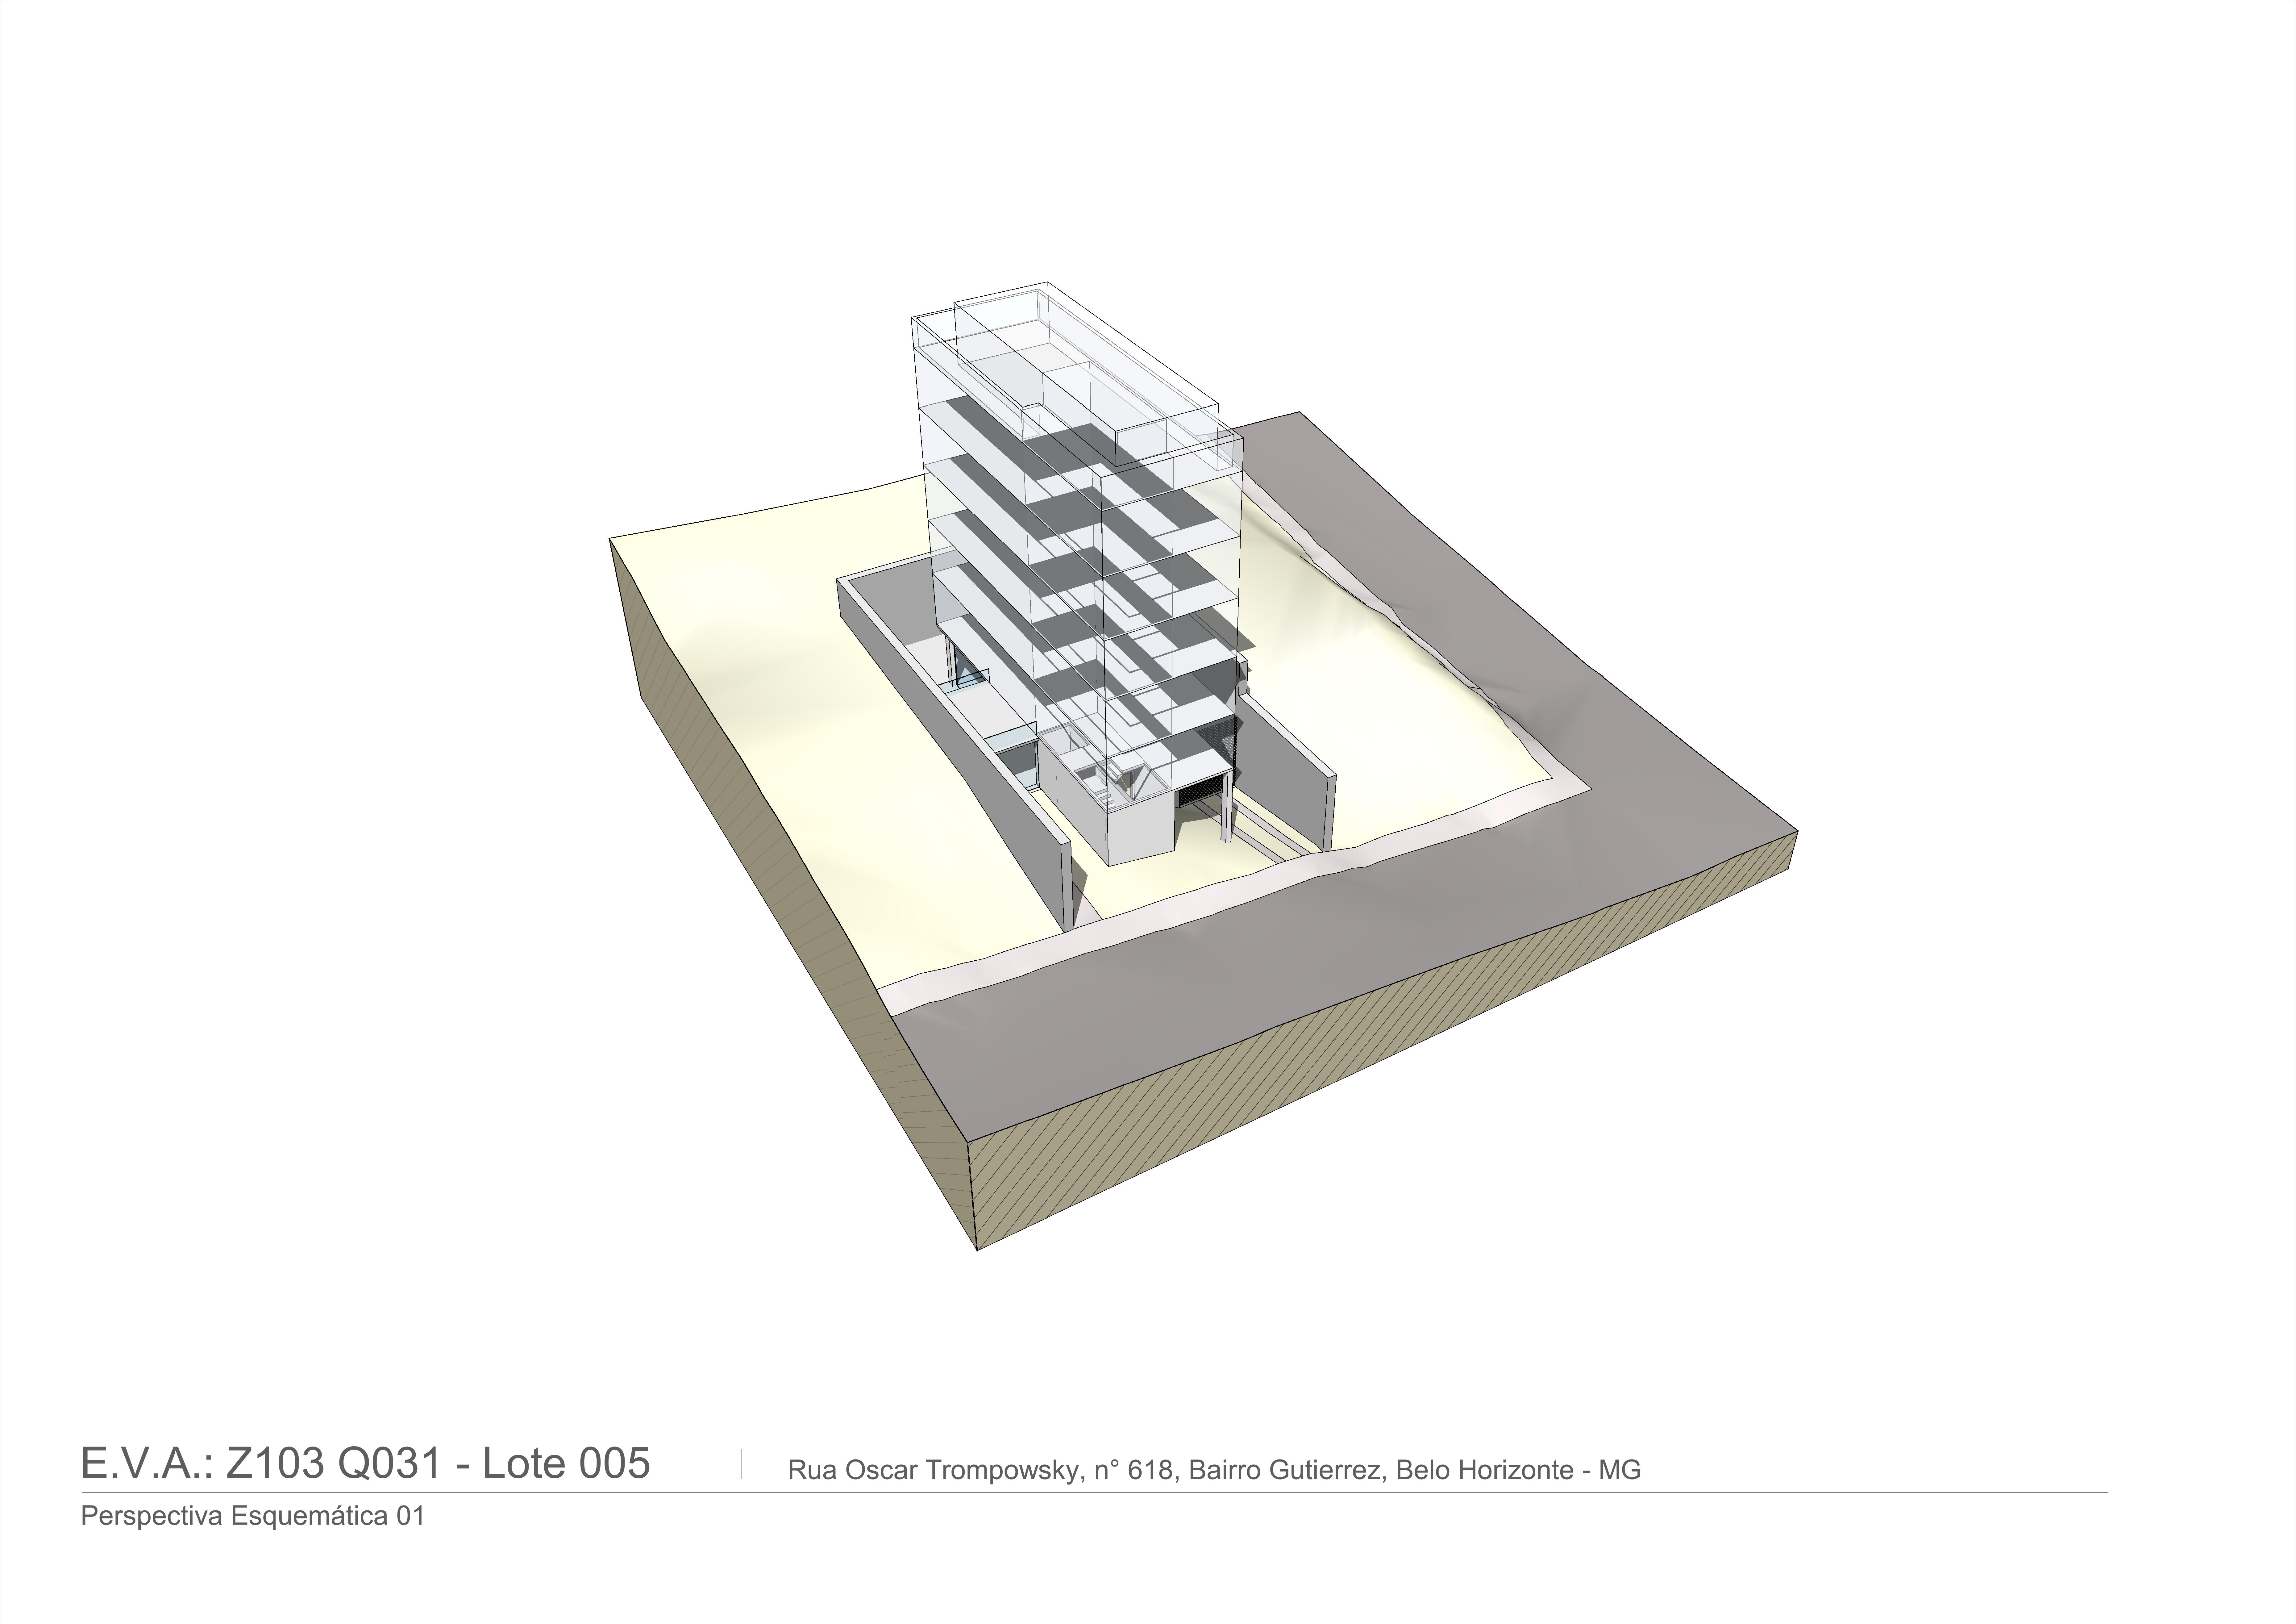 E.V.A.: Z103 Q031 - Lote 005
Rua Oscar Trompowsky, n° 618, Bairro Gutierrez, Belo Horizonte - MG
Perspectiva Esquemática 01